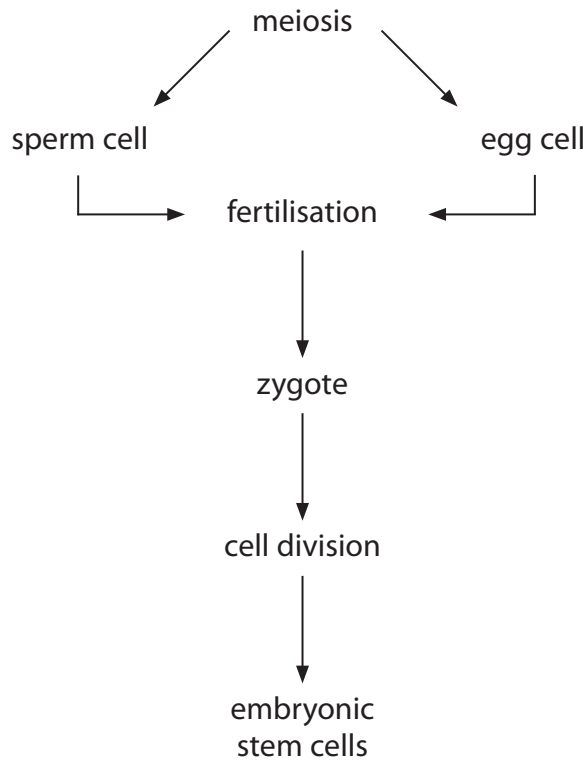 meiosis
sperm cell
egg cell
fertilisation
zygote
cell division
embryonic
stem cells